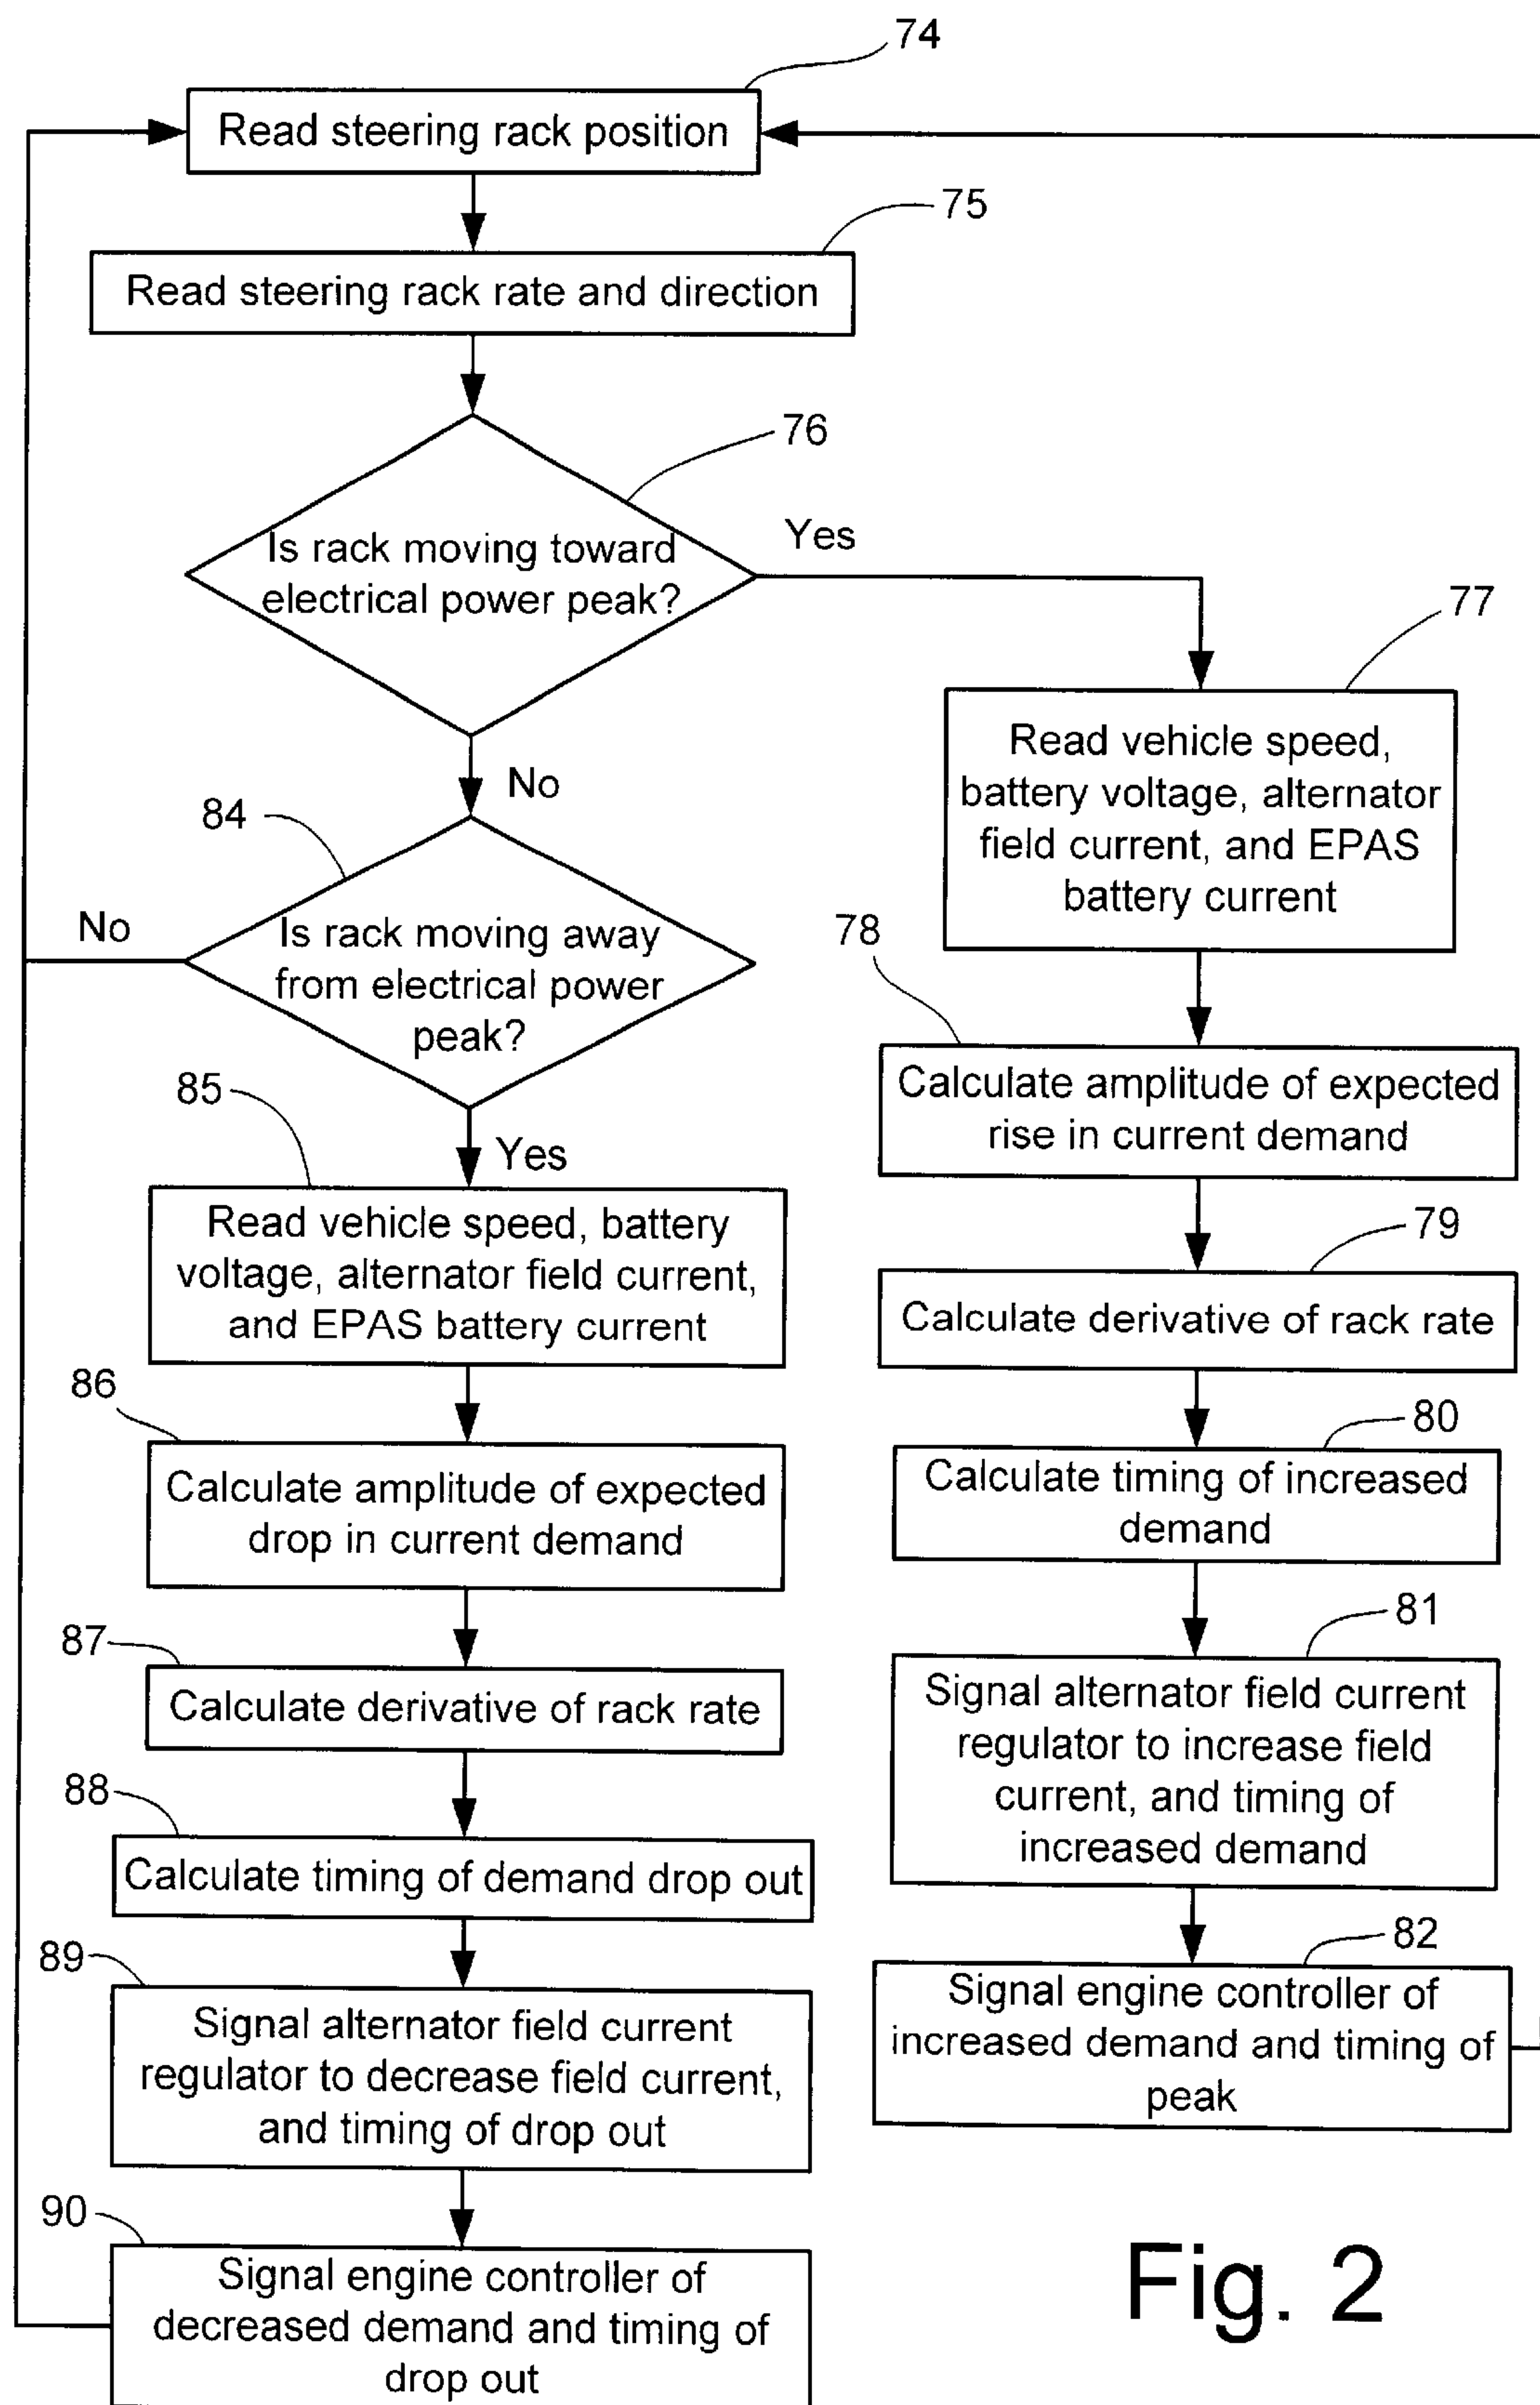 74
Read steering rack position
75
Read steering rack rate and direction
76
Is rack moving toward
electrical power peak?
Yes
77
Read vehicle speed,
battery voltage, alternator
field current, and EPAS
battery current
No
84
No
Is rack moving away
from electrical power
peak?
78
Calculate amplitude of expected
rise in current demand
85
Yes
Read vehicle speed, battery
voltage, alternator field current,
and EPAS battery current
79
Calculate derivative of rack rate
86
Calculate amplitude of expected
drop in current demand
80
Calculate timing of increased
demand
87
Calculate derivative of rack rate
81
Signal alternator field current
regulator to increase field
current, and timing of
increased demand
88
Calculate timing of demand drop out
82
Signal engine controller of
increased demand and timing of
peak
89
Signal alternator field current
regulator to decrease field current,
and timing of drop out
90
Signal engine controller of
decreased demand and timing of
drop out
Fig. 2